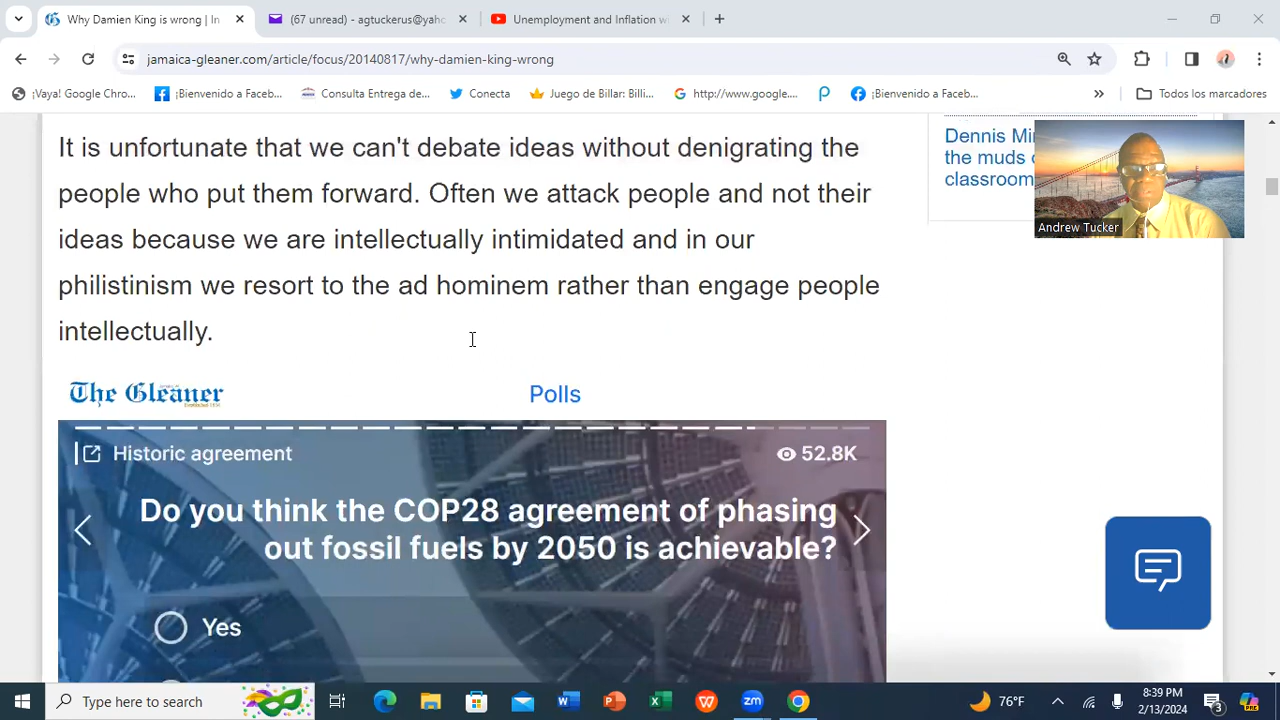 Why Damien King is wrong | In
(67 unread) - agtuckerus@yaho
Unemployment and Inflation wi
jamaica-gleaner.com/article/focus/20140817/why-damien-king-wrong
¡Vaya! Google Chro...
¡Bienvenido a Faceb...
Consulta Entrega de...
Conecta
Juego de Billar: Billi...
http://www.google....
¡Bienvenido a Faceb...
Todos los marcadores
It is unfortunate that we can't debate ideas without denigrating the
people who put them forward. Often we attack people and not their
ideas because we are intellectually intimidated and in our
philistinism we resort to the ad hominem rather than engage people
intellectually.
Dennis Mi
the muds o
classroom
Andrew Tucker
The Gleaner
Polls
Historic agreement
52.8K
Do you think the COP28 agreement of phasing
out fossil fuels by 2050 is achievable?
Yes
Type here to search
76°F
8:39 PM
2/13/2024
3